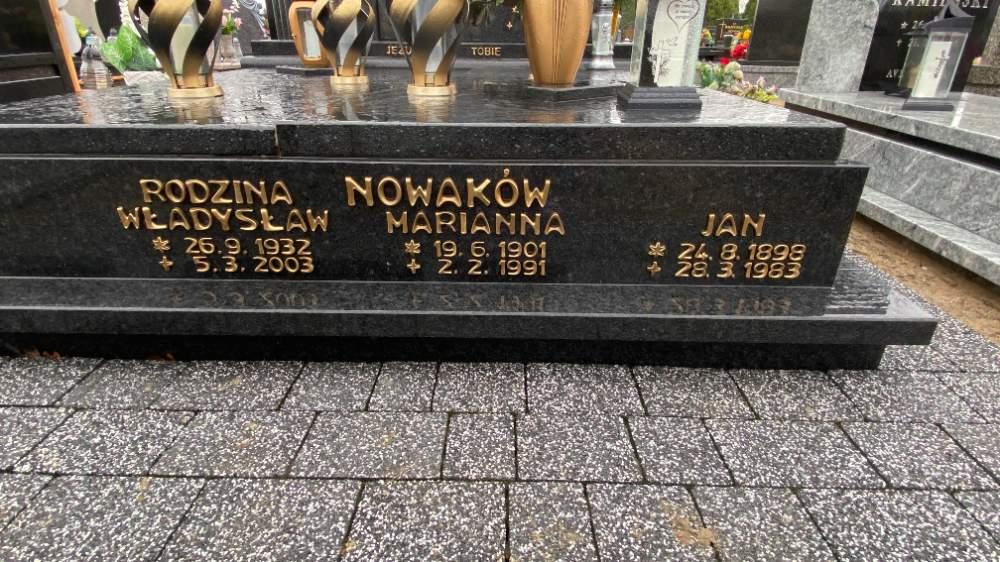 JEZU
TOBIE
KAMIŃSKI
RODZINA NOWAKÓW
WŁADYSŁAW
* 26.9.1932
+ 5.3.2003
MARIANNA
* 19.6.1901
+ 2.2.1991
JAN
* 24.8.1898
+ 28.3.1983